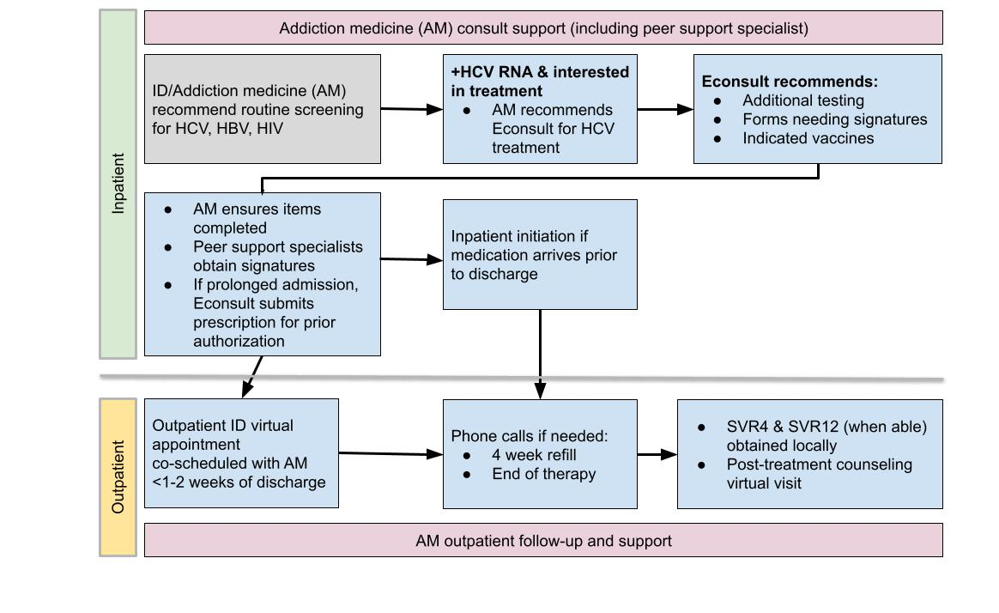 Addiction medicine (AM) consult support (including peer support specialist)
Inpatient
ID/Addiction medicine (AM)
recommend routine screening
for HCV, HBV, HIV
+HCV RNA & interested
in treatment
● AM recommends
Econsult for HCV
treatment
Econsult recommends:
● Additional testing
● Forms needing signatures
● Indicated vaccines
● AM ensures items
completed
● Peer support specialists
obtain signatures
● If prolonged admission,
Econsult submits
prescription for prior
authorization
Inpatient initiation if
medication arrives prior
to discharge
Outpatient
Outpatient ID virtual
appointment
co-scheduled with AM
<1-2 weeks of discharge
Phone calls if needed:
● 4 week refill
● End of therapy
● SVR4 & SVR12 (when able)
obtained locally
● Post-treatment counseling
virtual visit
AM outpatient follow-up and support